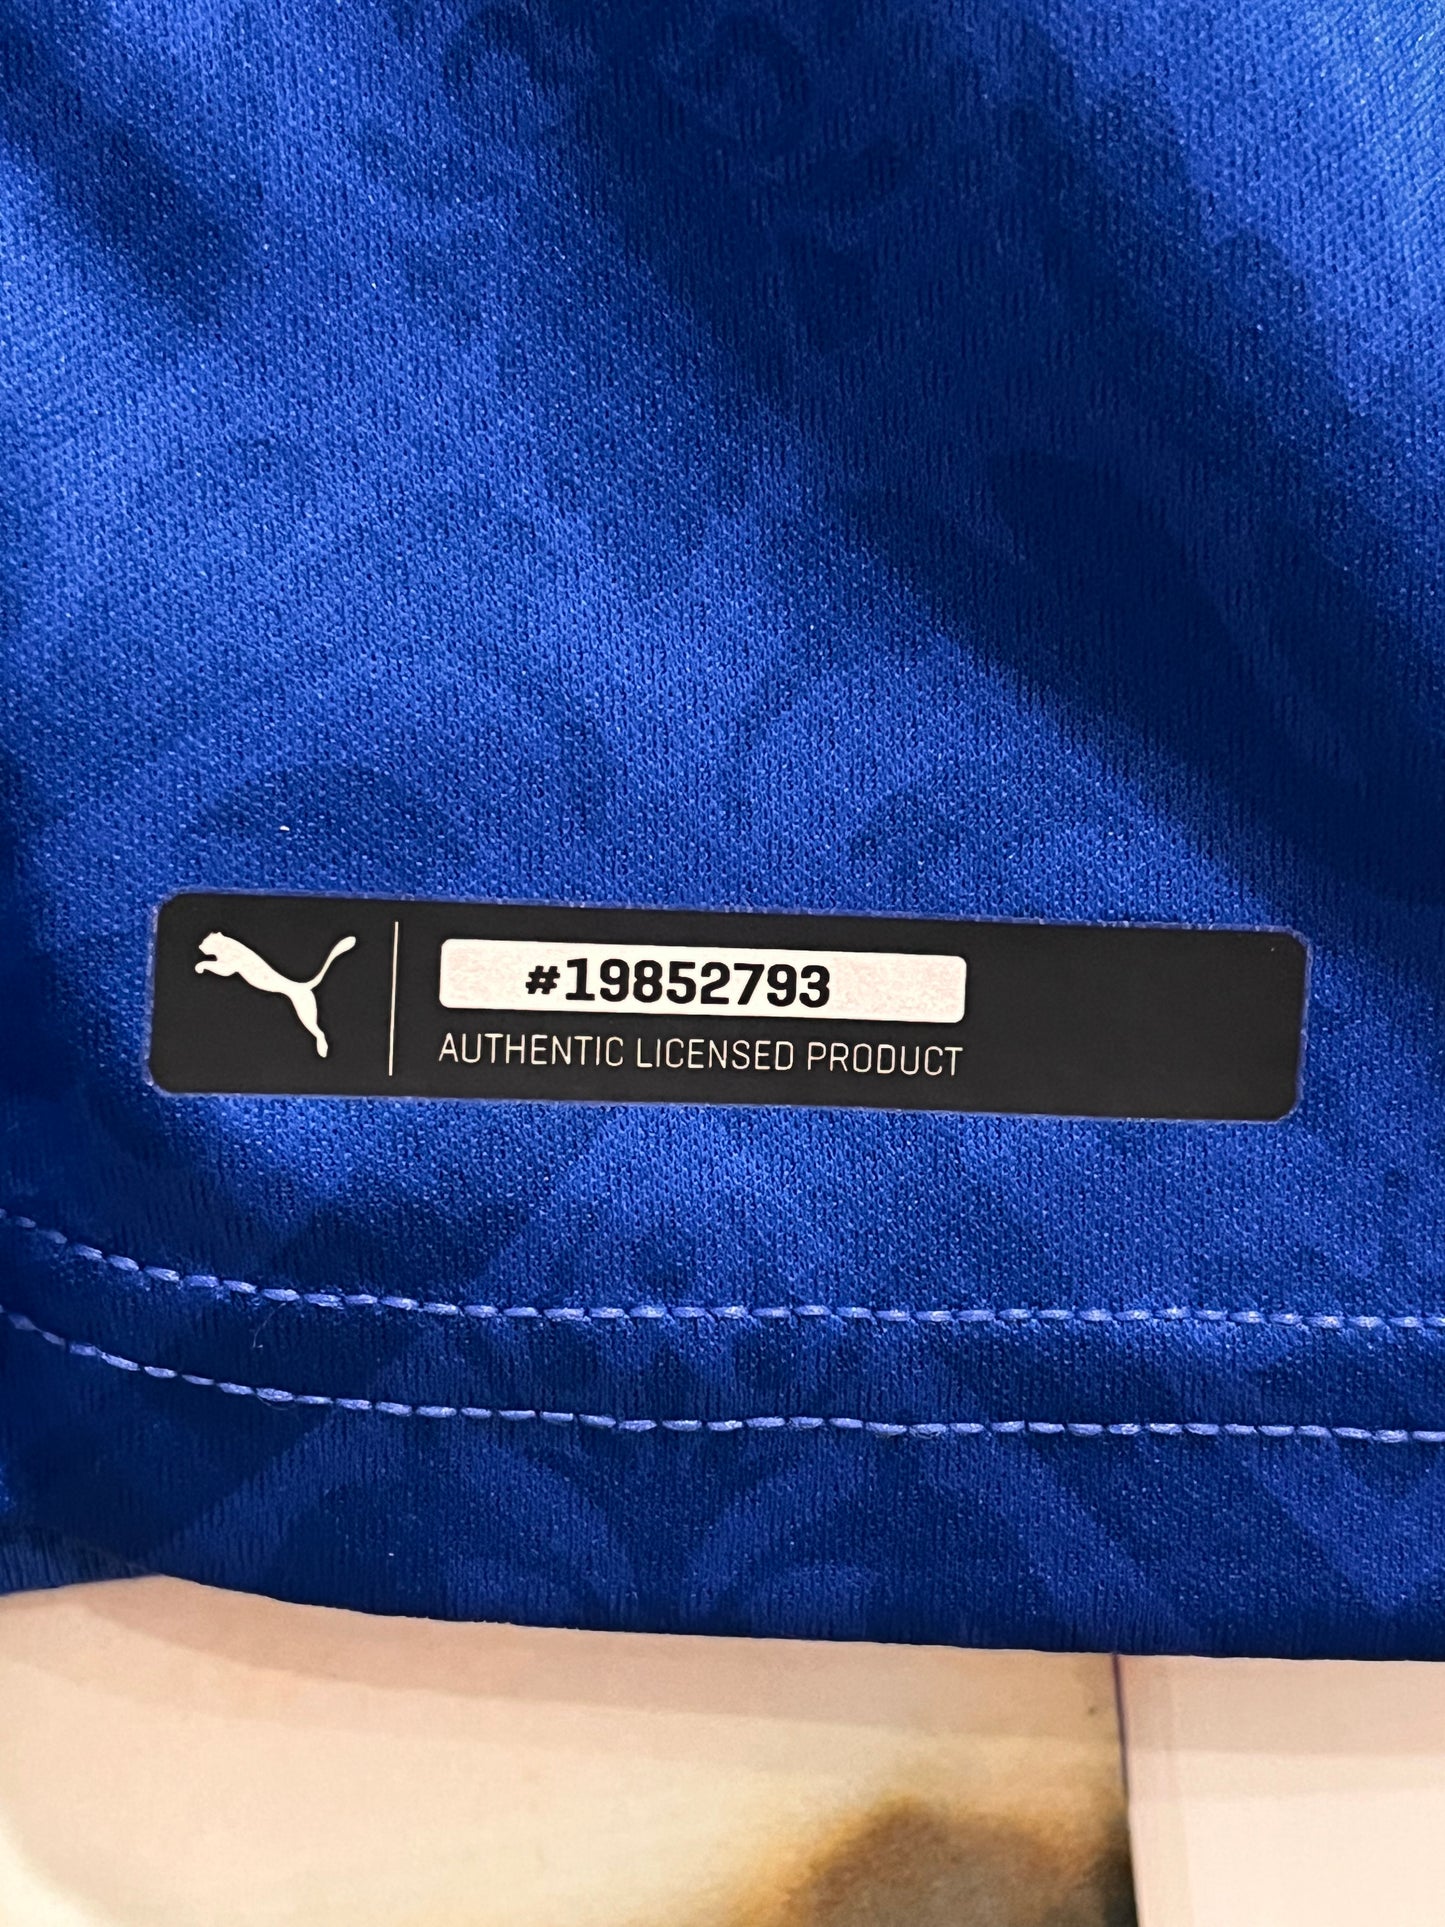 #19852793
AUTHENTIC LICENSED PRODUCT